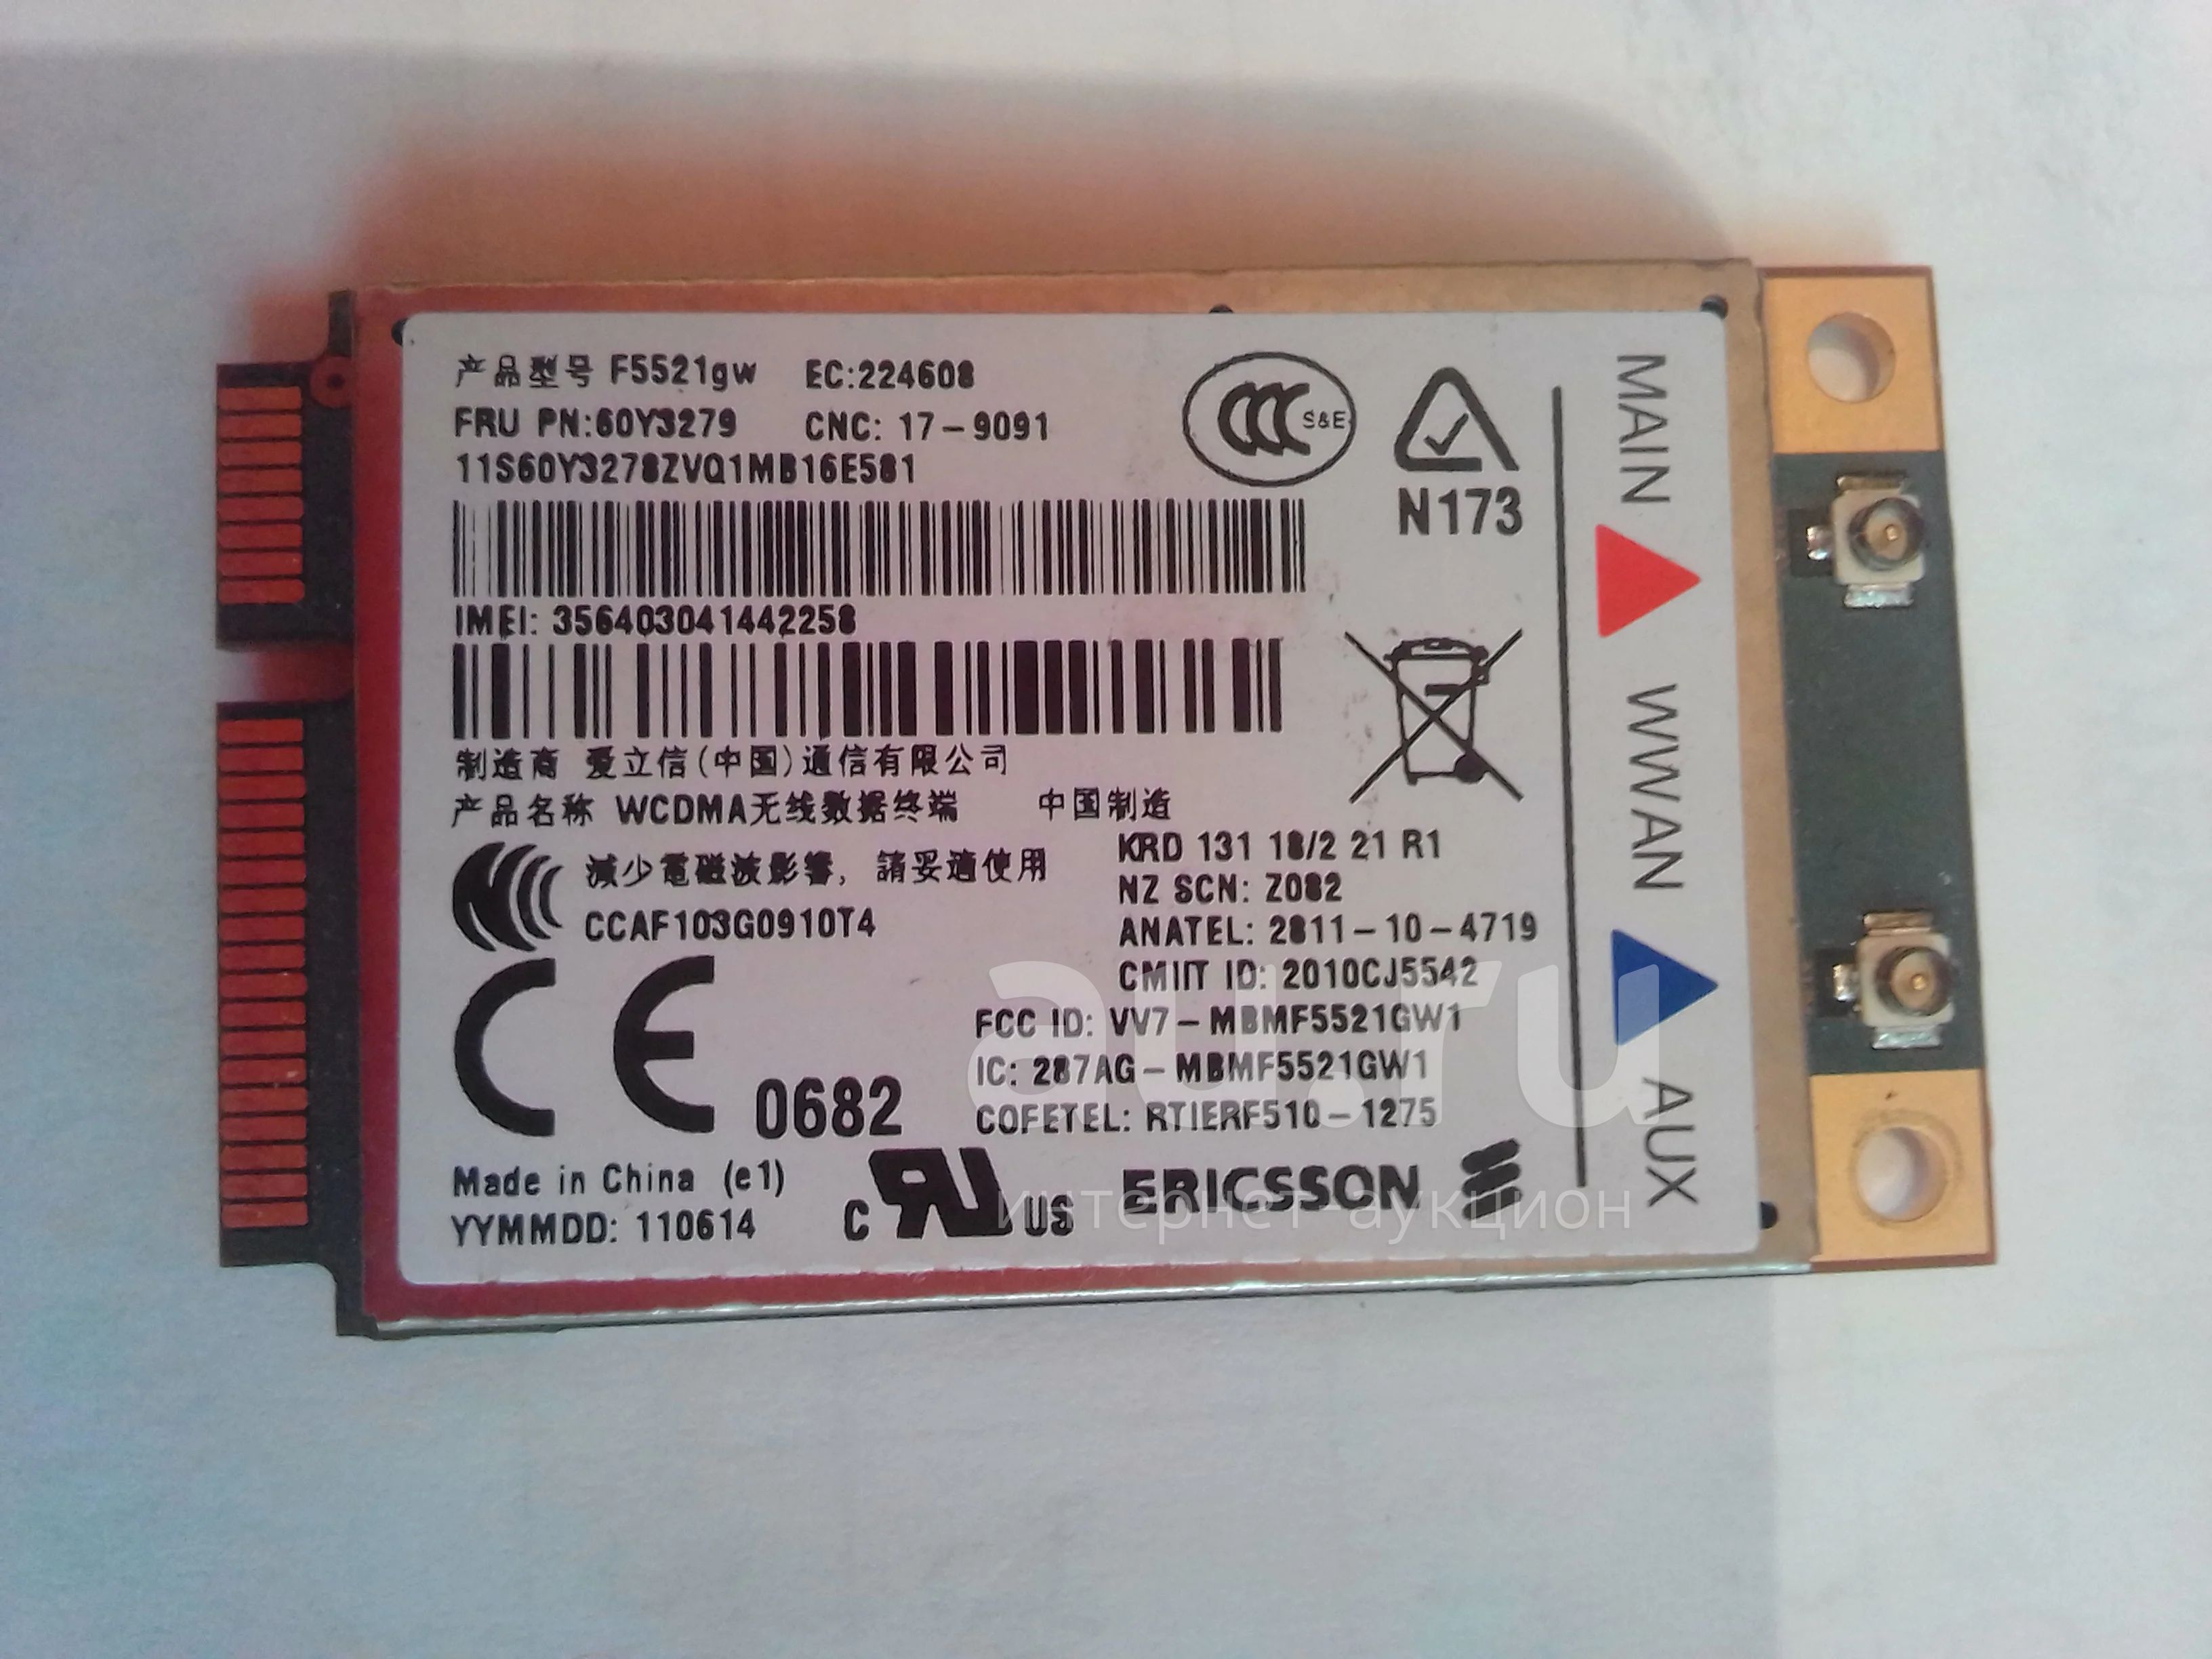 产品型号 F5521gw EC:224608
FRU PN:60Y3279 CNC: 17-9091
11S60Y3278ZVQ1MB16E581
S&E
N173
IMEI: 356403041442258
制造商 爱立信(中国)通信有限公司
产品名称 WCDMA无线数据终端 中国制造
減少電磁波影響, 請妥適使用
CCAF103G0910T4
KRD 131 18/2 21 R1
NZ SCN: Z082
ANATEL: 2811-10-4719
CMIIT ID: 2010CJ5542
FCC ID: VV7-MBMF5521GW1
IC: 287AG-MBMF5521GW1
COFETEL: RTIERF510-1275
CE 0682
Made in China (e1)
YYMMDD: 110614
C RU US
ERICSSON
MAIN WWAN AUX
au.ru
интернет-аукцион